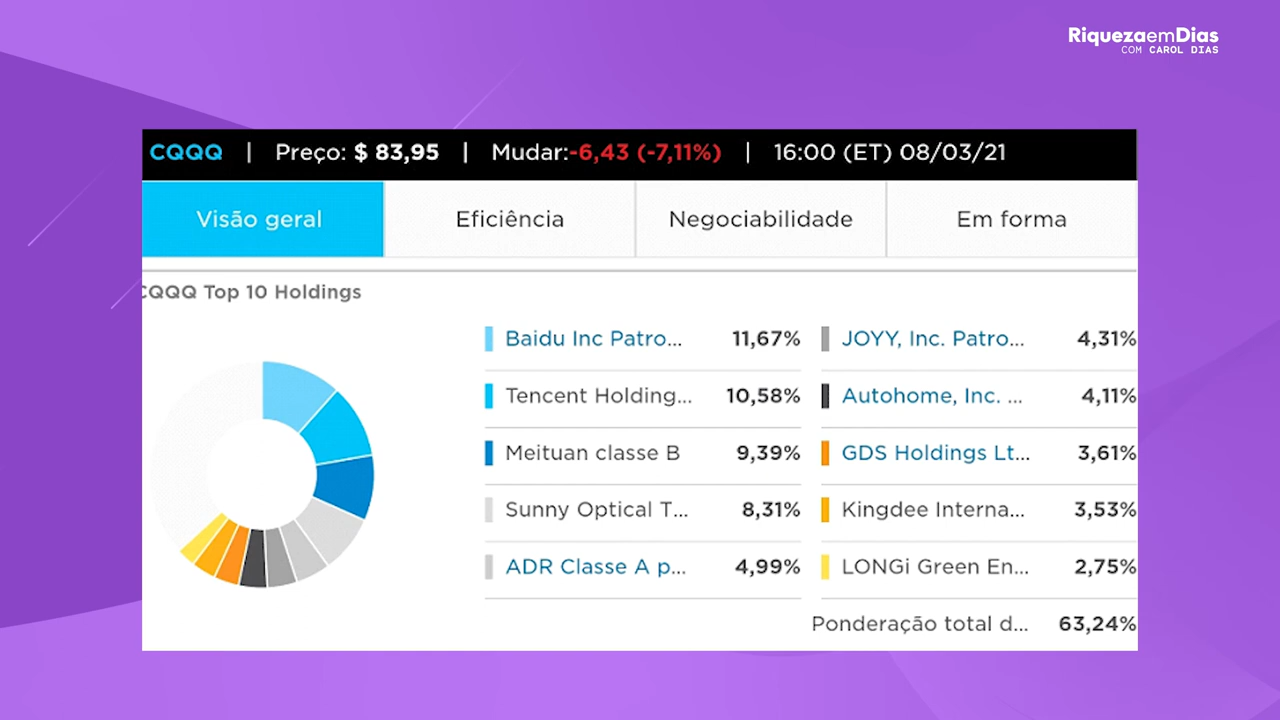 RiquezaemDias
COM CAROL DIAS
CQQQ | Preço: $ 83,95 | Mudar:-6,43 (-7,11%) | 16:00 (ET) 08/03/21
Visão geral Eficiência Negociabilidade Em forma
CQQQ Top 10 Holdings
Baidu Inc Patro... 11,67% JOYY, Inc. Patro... 4,31%
Tencent Holding... 10,58% Autohome, Inc. ... 4,11%
Meituan classe B 9,39% GDS Holdings Lt... 3,61%
Sunny Optical T... 8,31% Kingdee Interna... 3,53%
ADR Classe A p... 4,99% LONGi Green En... 2,75%
Ponderação total d... 63,24%